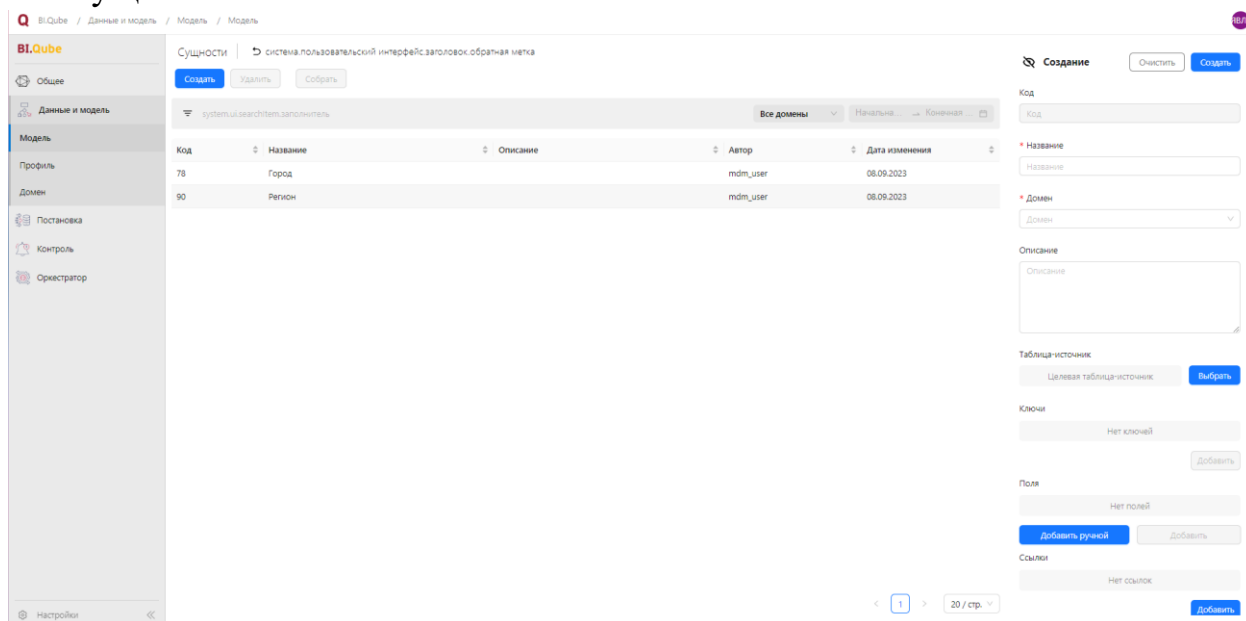 BI.Qube / Данные и модель / Модель / Модель
ЯВЛ
BI.Qube
Общее
Данные и модель
Модель
Профиль
Домен
Постановка
Контроль
Оркестратор
Настройки
Сущности
система.пользовательский интерфейс.заголовок.обратная метка
Создать Удалить Собрать
system.ui.searchItem.заполнитель Все домены Начальна... → Конечная ...
Код Название Описание Автор Дата изменения
78 Город mdm_user 08.09.2023
90 Регион mdm_user 08.09.2023
< 1 > 20 / стр.
Создание Очистить Создать
Код
Код
* Название
Название
* Домен
Домен
Описание
Описание
Таблица-источник
Целевая таблица-источник Выбрать
Ключи
Нет ключей
Добавить
Поля
Нет полей
Добавить ручной Добавить
Ссылки
Нет ссылок
Добавить